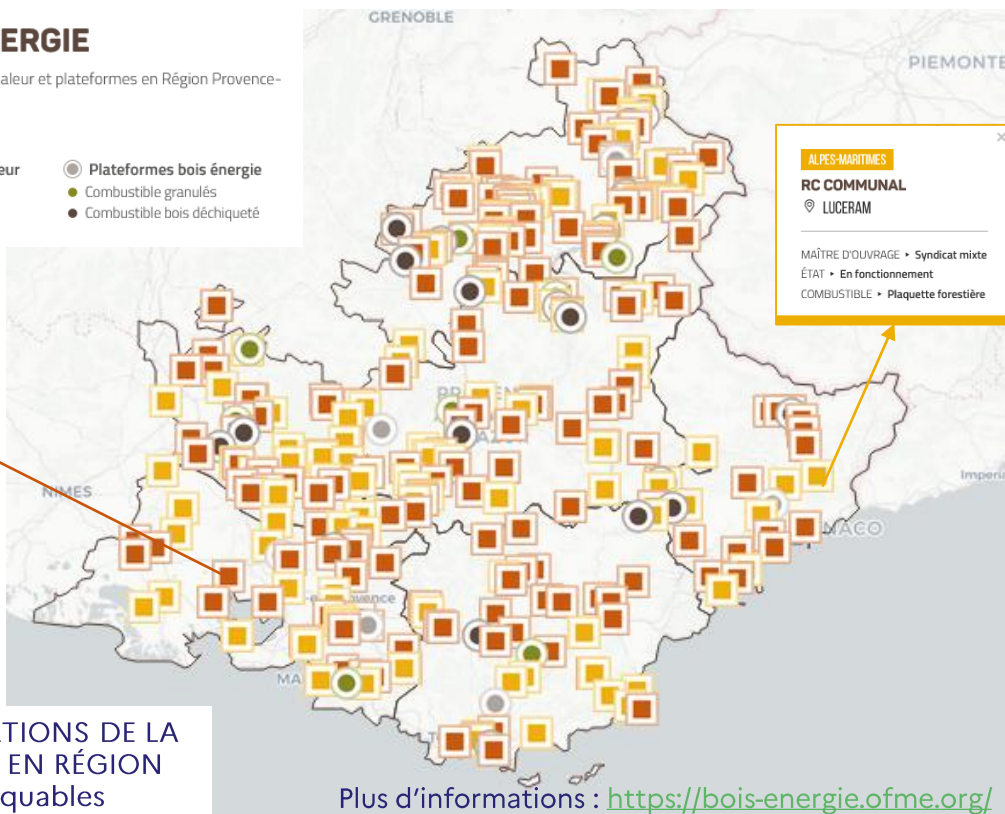 GRENOBLE
ERGIE
PIEMONTE
aleur et plateformes en Région Provence-
eur
Plateformes bois énergie
Combustible granulés
Combustible bois déchiqueté
ALPES-MARITIMES
RC COMMUNAL
LUCERAM
MAÎTRE D'OUVRAGE ‣ Syndicat mixte
ÉTAT ‣ En fonctionnement
COMBUSTIBLE ‣ Plaquette forestière
NIMES
NACO
MA
ATIONS DE LA
EN RÉGION
quables
Plus d'informations : https://bois-energie.ofme.org/